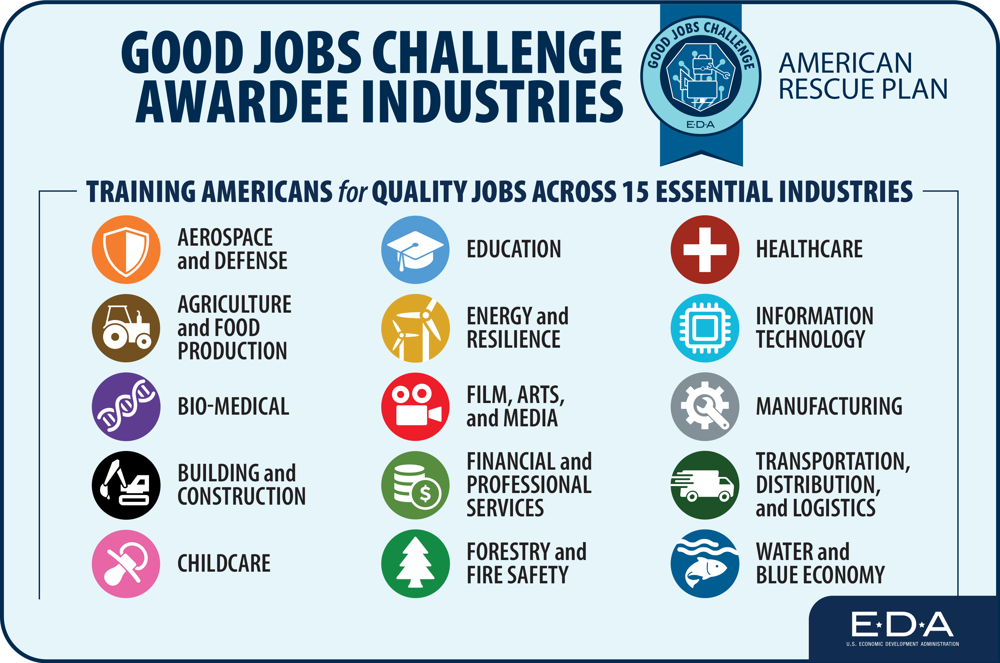 GOOD JOBS CHALLENGE
AWARDEE INDUSTRIES
GOOD JOBS CHALLENGE
E·D·A
AMERICAN
RESCUE PLAN
TRAINING AMERICANS for QUALITY JOBS ACROSS 15 ESSENTIAL INDUSTRIES
AEROSPACE
and DEFENSE
AGRICULTURE
and FOOD
PRODUCTION
BIO-MEDICAL
BUILDING and
CONSTRUCTION
CHILDCARE
EDUCATION
ENERGY and
RESILIENCE
FILM, ARTS,
and MEDIA
FINANCIAL and
PROFESSIONAL
SERVICES
$
FORESTRY and
FIRE SAFETY
HEALTHCARE
INFORMATION
TECHNOLOGY
MANUFACTURING
TRANSPORTATION,
DISTRIBUTION,
and LOGISTICS
WATER and
BLUE ECONOMY
E★D★A
U.S. ECONOMIC DEVELOPMENT ADMINISTRATION